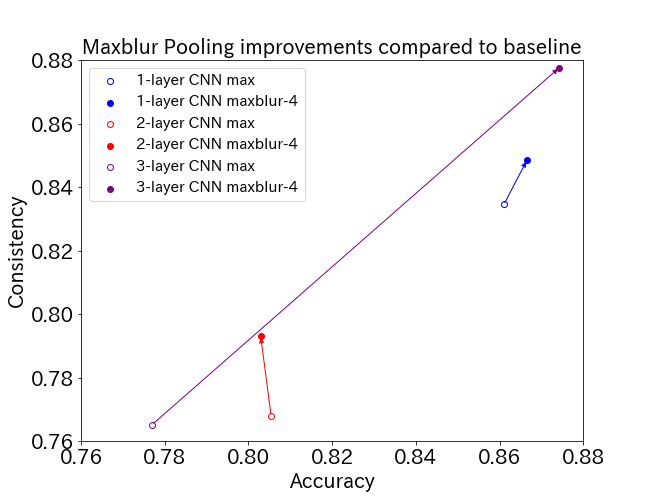 Maxblur Pooling improvements compared to baseline
0.88
0.86
0.84
0.82
0.80
0.78
0.76
Consistency
1-layer CNN max
1-layer CNN maxblur-4
2-layer CNN max
2-layer CNN maxblur-4
3-layer CNN max
3-layer CNN maxblur-4
0.76 0.78 0.80 0.82 0.84 0.86 0.88
Accuracy